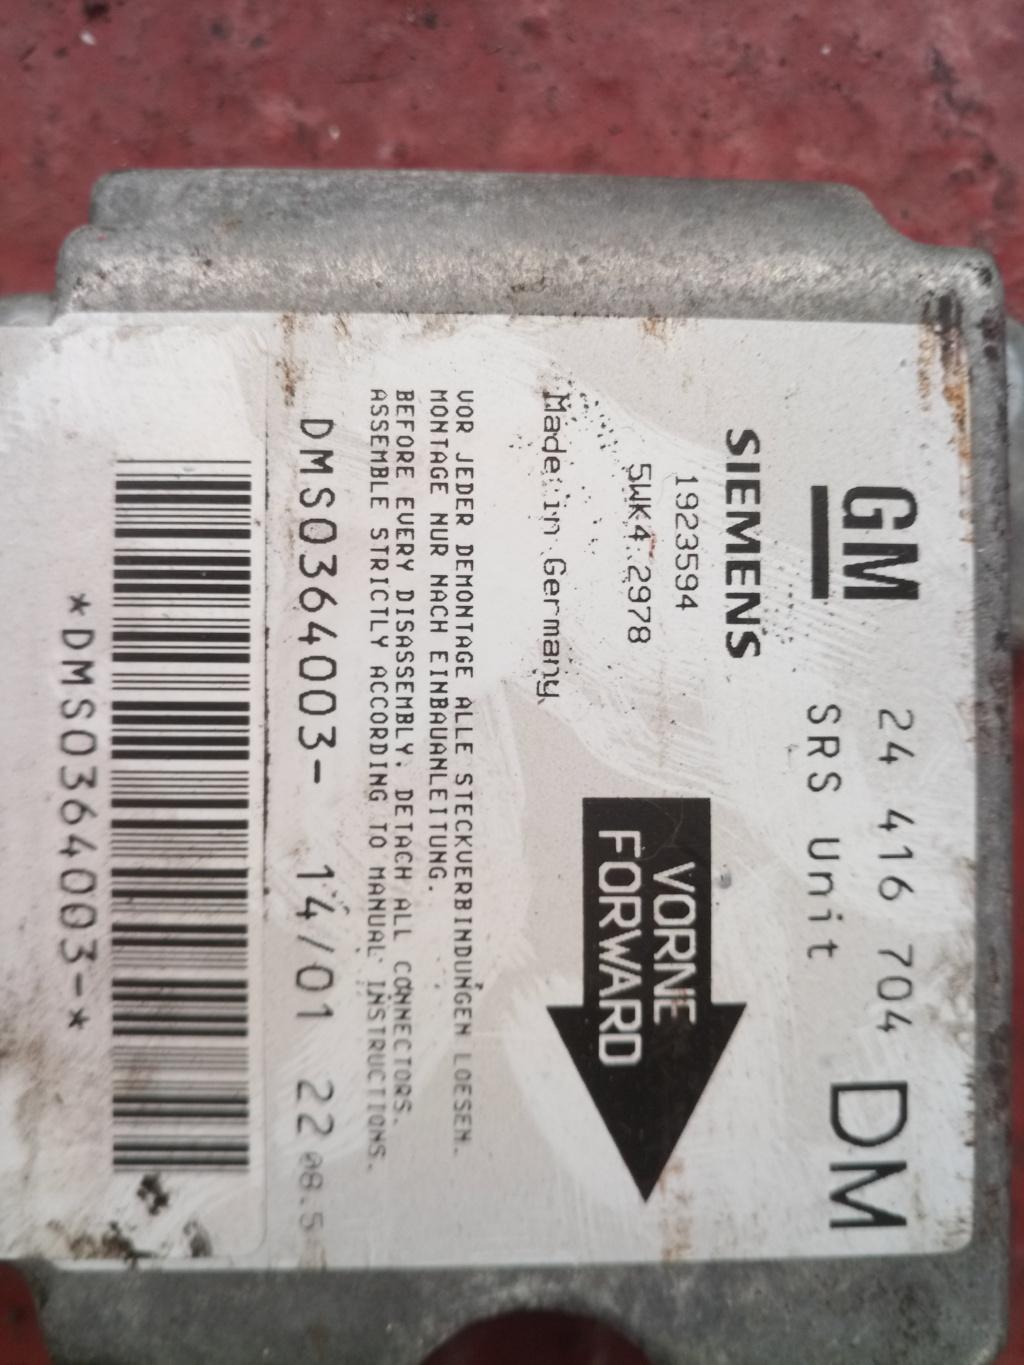 GM 24 416 704 DM
SRS Unit
SIEMENS
1923594
5WK4 2978
VORNE
FORWARD
Made in Germany
VOR JEDER DEMONTAGE ALLE STECKVERBINDUNGEN LOESEN.
MONTAGE NUR NACH EINBAUANLEITUNG.
BEFORE EVERY DISASSEMBLY: DETACH ALL CONNECTORS.
ASSEMBLE STRICTLY ACCORDING TO MANUAL INSTRUCTIONS.
DMS0364003- 14/01 22
*DMS0364003-*